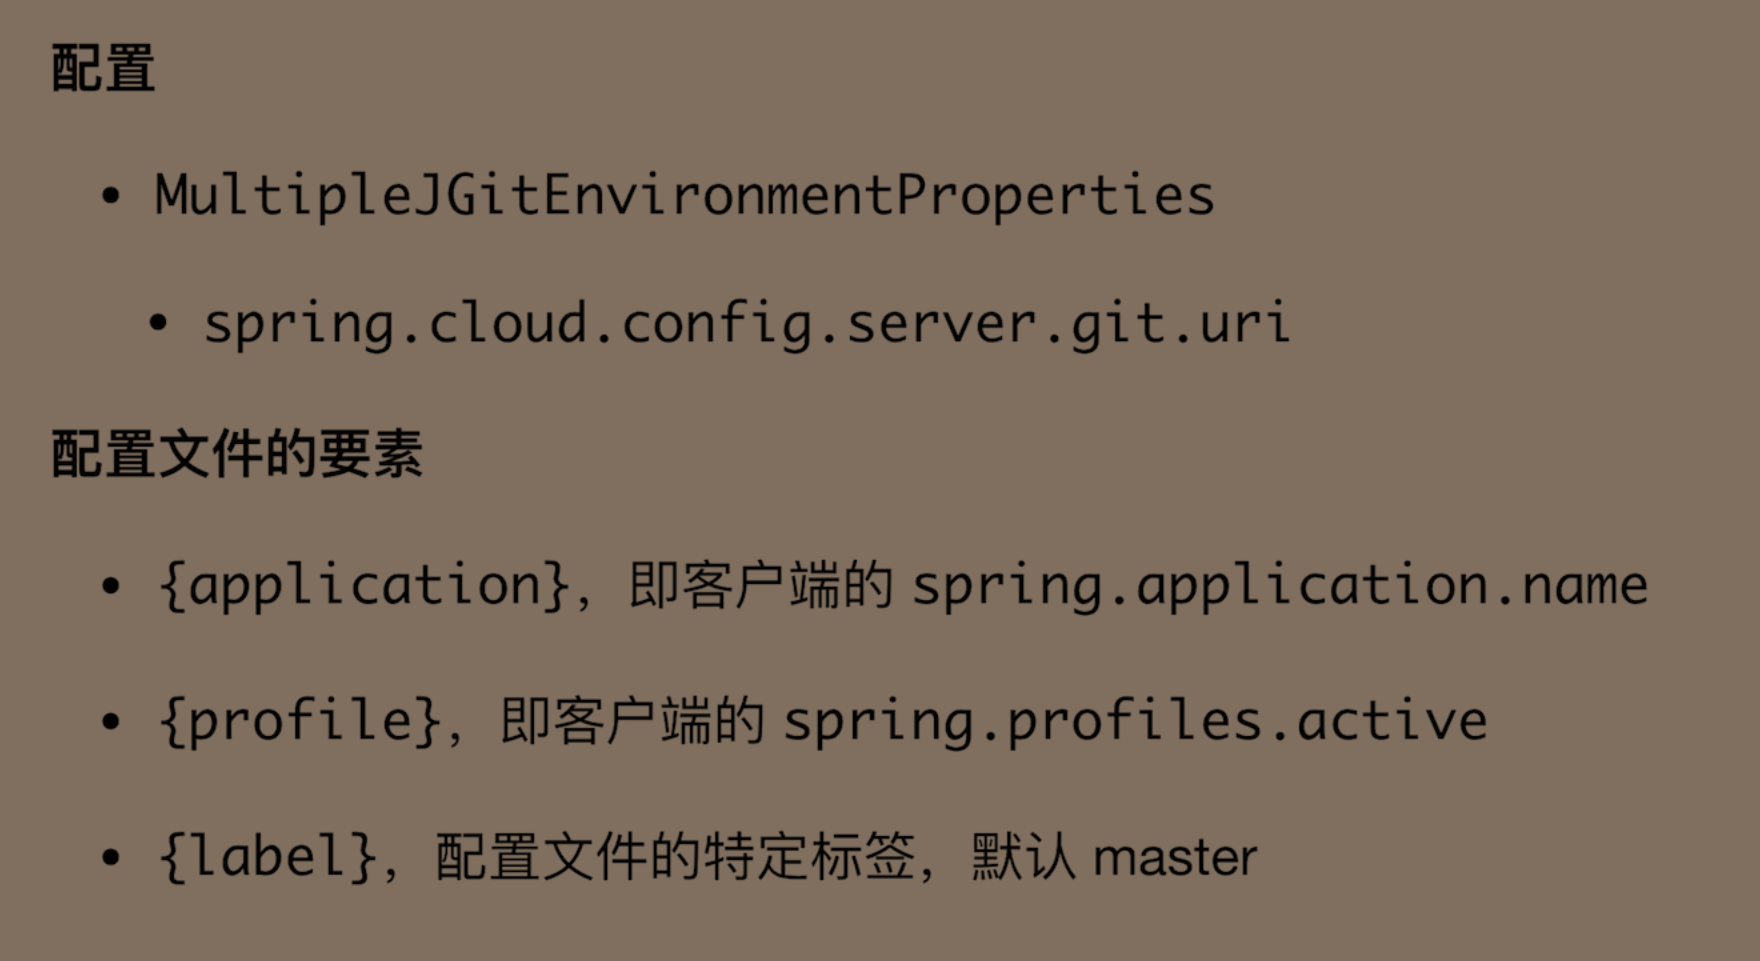 配置
• MultipleJGitEnvironmentProperties
• spring.cloud.config.server.git.uri
配置文件的要素
• {application}，即客户端的 spring.application.name
• {profile}，即客户端的 spring.profiles.active
• {label}，配置文件的特定标签，默认 master